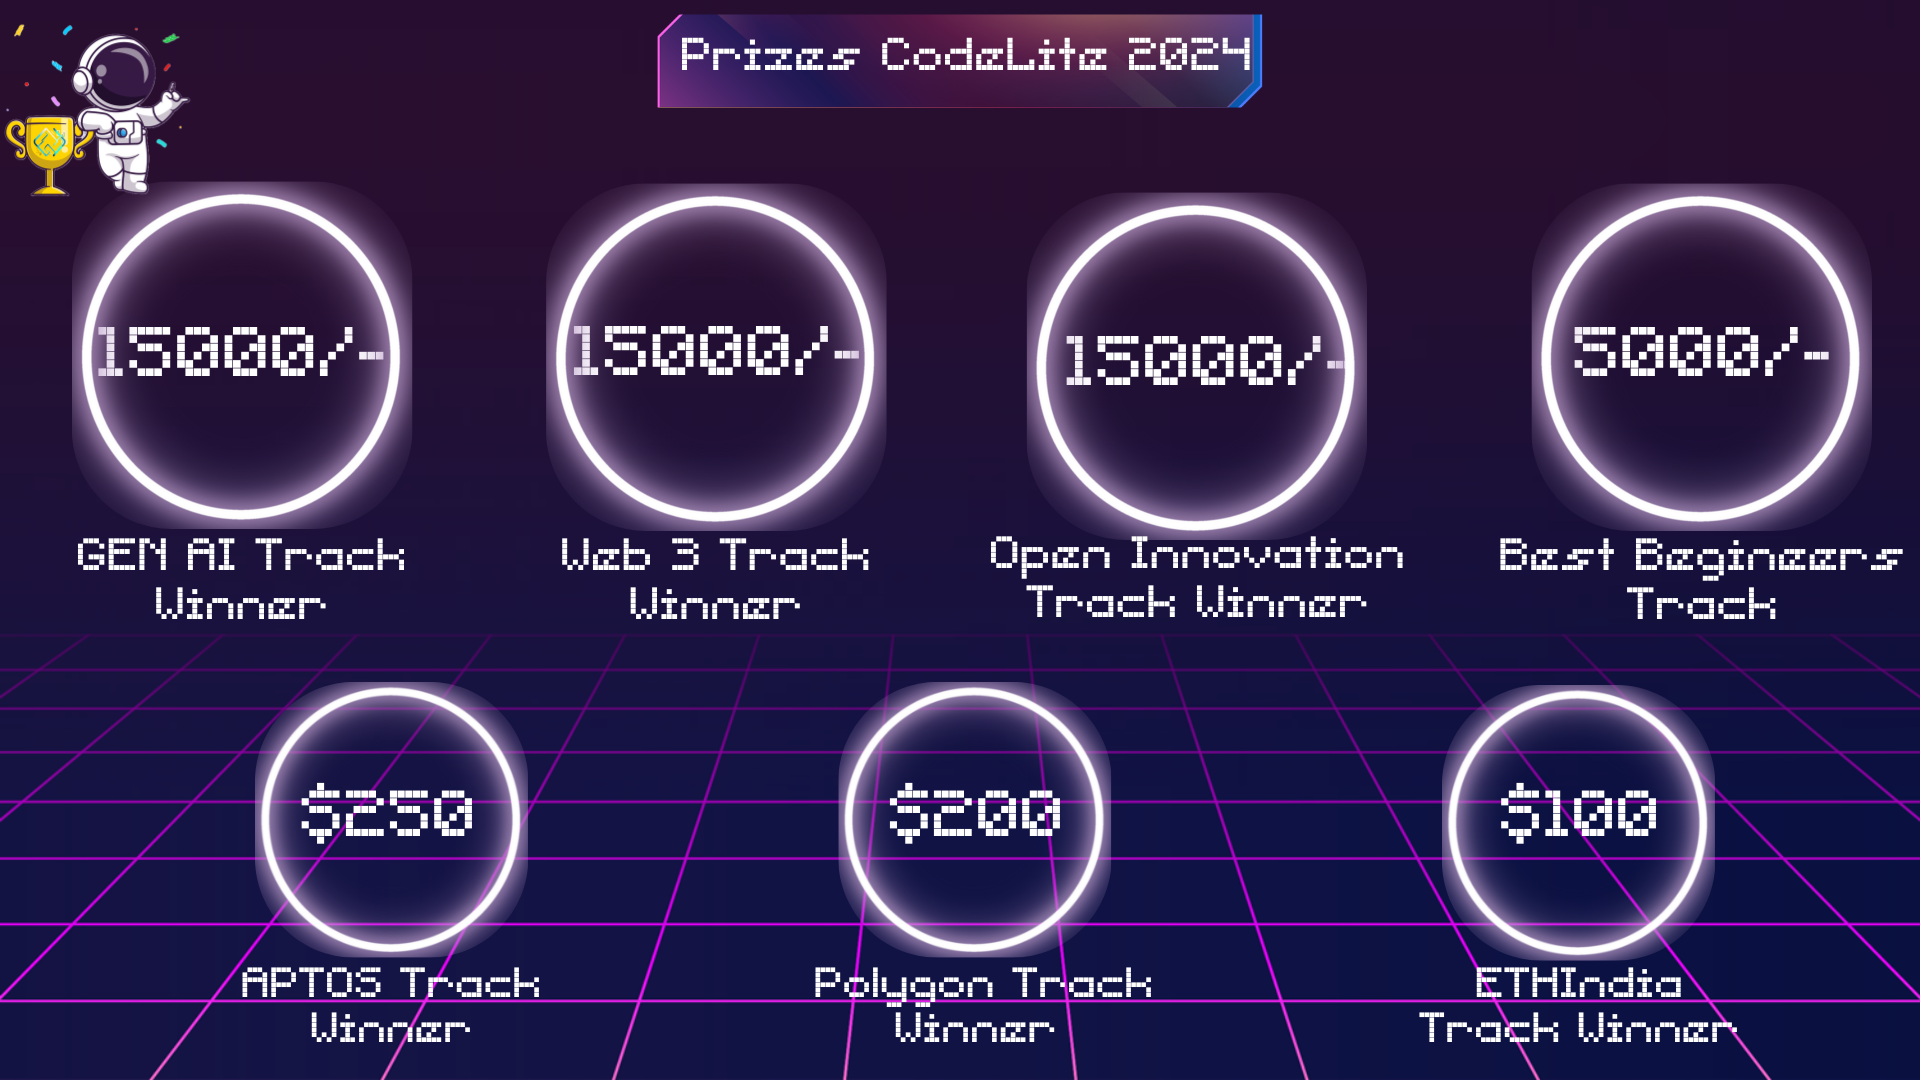 Prizes CodeLite 2024
15000/-
15000/-
15000/-
5000/-
GEN AI Track
Winner
Web 3 Track
Winner
Open Innovation
Track Winner
Best Begineers
Track
$250
$200
$100
APTOS Track
Winner
Polygon Track
Winner
ETHIndia
Track Winner